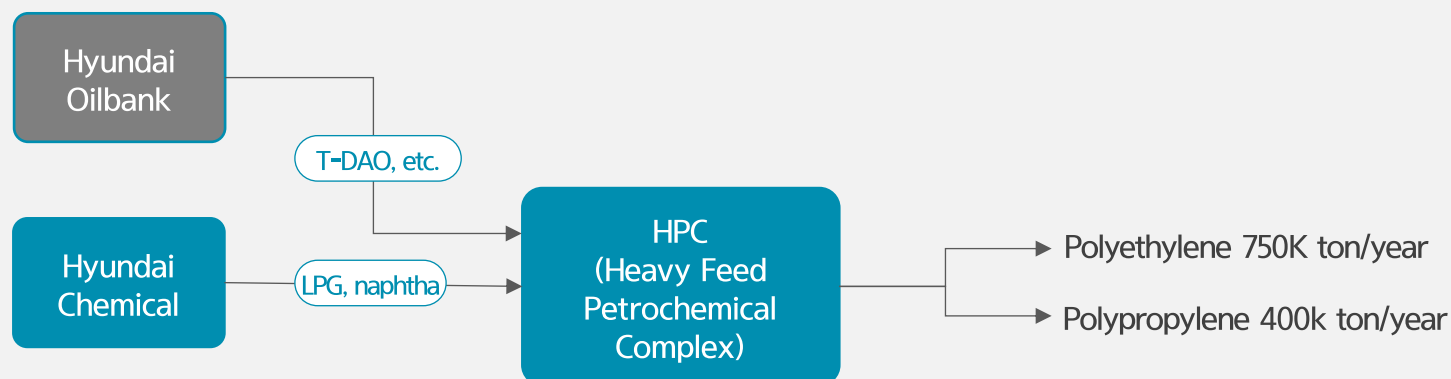 Hyundai
Oilbank
T-DAO, etc.
Hyundai
Chemical
LPG, naphtha
HPC
(Heavy Feed
Petrochemical
Complex)
Polyethylene 750K ton/year
Polypropylene 400k ton/year